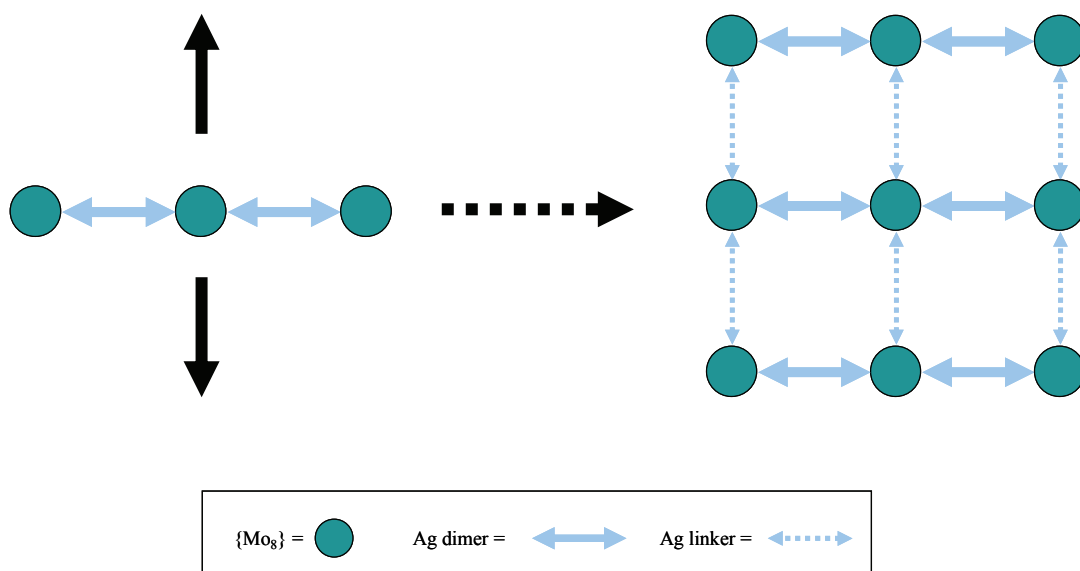 {Mo₈} = Ag dimer = Ag linker =